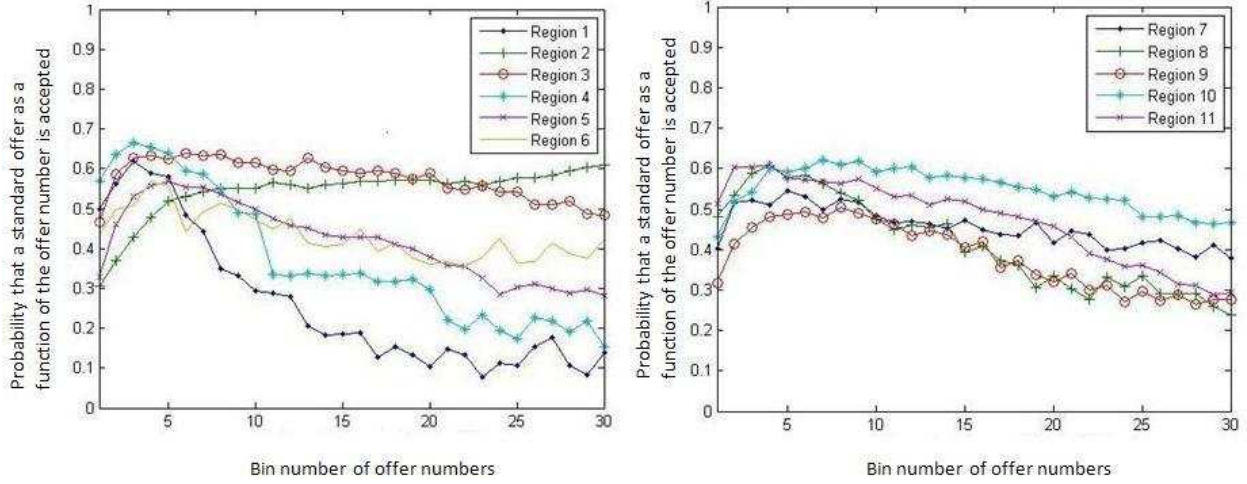 Probability that a standard offer as a
function of the offer number is accepted
1
0.9
0.8
0.7
0.6
0.5
0.4
0.3
0.2
0.1
0
5
10
15
20
25
30
Bin number of offer numbers
Region 1
Region 2
Region 3
Region 4
Region 5
Region 6
Probability that a standard offer as a
function of the offer number is accepted
1
0.9
0.8
0.7
0.6
0.5
0.4
0.3
0.2
0.1
0
5
10
15
20
25
30
Bin number of offer numbers
Region 7
Region 8
Region 9
Region 10
Region 11